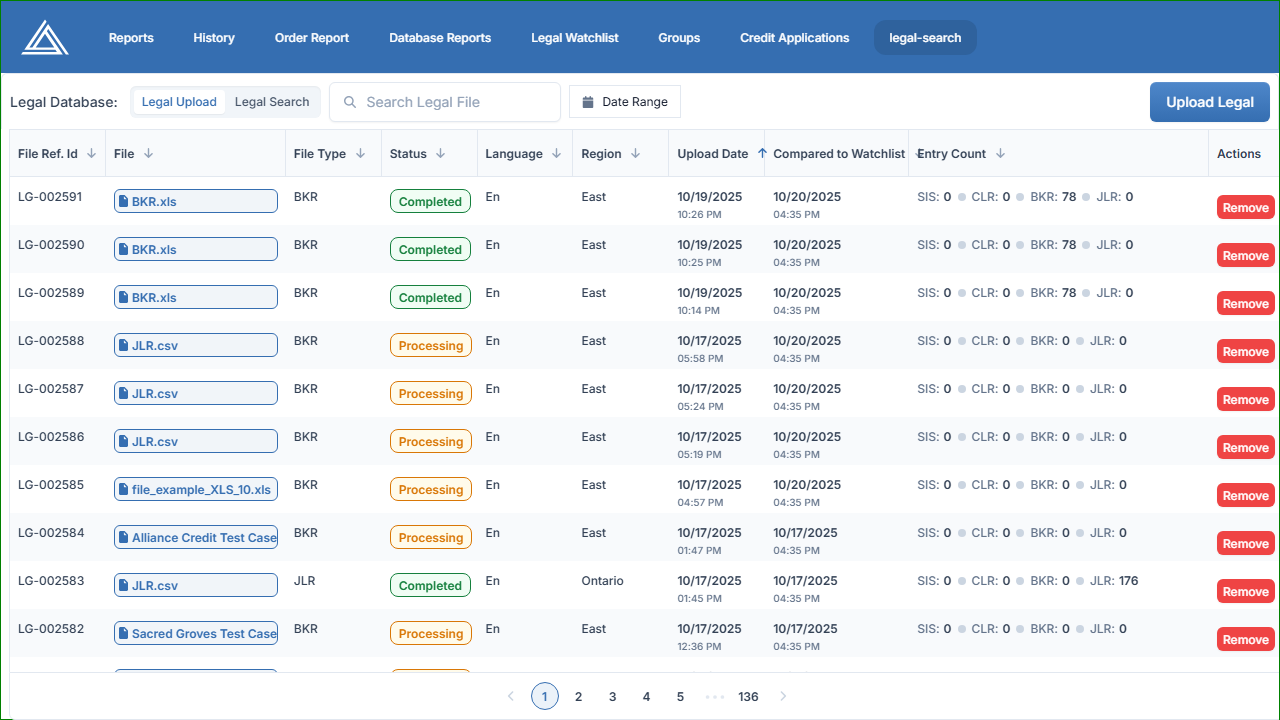 Reports History Order Report Database Reports Legal Watchlist Groups Credit Applications legal-search
Legal Database: Legal Upload Legal Search Search Legal File Date Range Upload Legal
File Ref. Id File File Type Status Language Region Upload Date Compared to Watchlist Entry Count Actions
LG-002591 BKR.xls BKR Completed En East 10/19/2025 10/20/2025 SIS: 0 CLR: 0 BKR: 78 JLR: 0 Remove
10:26 PM 04:35 PM
LG-002590 BKR.xls BKR Completed En East 10/19/2025 10/20/2025 SIS: 0 CLR: 0 BKR: 78 JLR: 0 Remove
10:25 PM 04:35 PM
LG-002589 BKR.xls BKR Completed En East 10/19/2025 10/20/2025 SIS: 0 CLR: 0 BKR: 78 JLR: 0 Remove
10:14 PM 04:35 PM
LG-002588 JLR.csv BKR Processing En East 10/17/2025 10/20/2025 SIS: 0 CLR: 0 BKR: 0 JLR: 0 Remove
05:58 PM 04:35 PM
LG-002587 JLR.csv BKR Processing En East 10/17/2025 10/20/2025 SIS: 0 CLR: 0 BKR: 0 JLR: 0 Remove
05:24 PM 04:35 PM
LG-002586 JLR.csv BKR Processing En East 10/17/2025 10/20/2025 SIS: 0 CLR: 0 BKR: 0 JLR: 0 Remove
05:19 PM 04:35 PM
LG-002585 file_example_XLS_10.xls BKR Processing En East 10/17/2025 10/20/2025 SIS: 0 CLR: 0 BKR: 0 JLR: 0 Remove
04:57 PM 04:35 PM
LG-002584 Alliance Credit Test Case BKR Processing En East 10/17/2025 10/17/2025 SIS: 0 CLR: 0 BKR: 0 JLR: 0 Remove
01:47 PM 04:35 PM
LG-002583 JLR.csv JLR Completed En Ontario 10/17/2025 10/17/2025 SIS: 0 CLR: 0 BKR: 0 JLR: 176 Remove
01:45 PM 04:35 PM
LG-002582 Sacred Groves Test Case BKR Processing En East 10/17/2025 10/17/2025 SIS: 0 CLR: 0 BKR: 0 JLR: 0 Remove
12:36 PM 04:35 PM
1 2 3 4 5 ••• 136